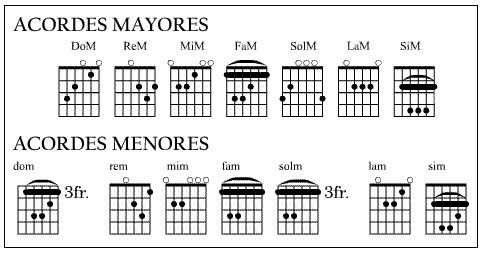 ACORDES MAYORES
DoM ReM MiM FaM SolM LaM SiM
ACORDES MENORES
dom rem mim fam solm lam sim
3fr. 3fr.